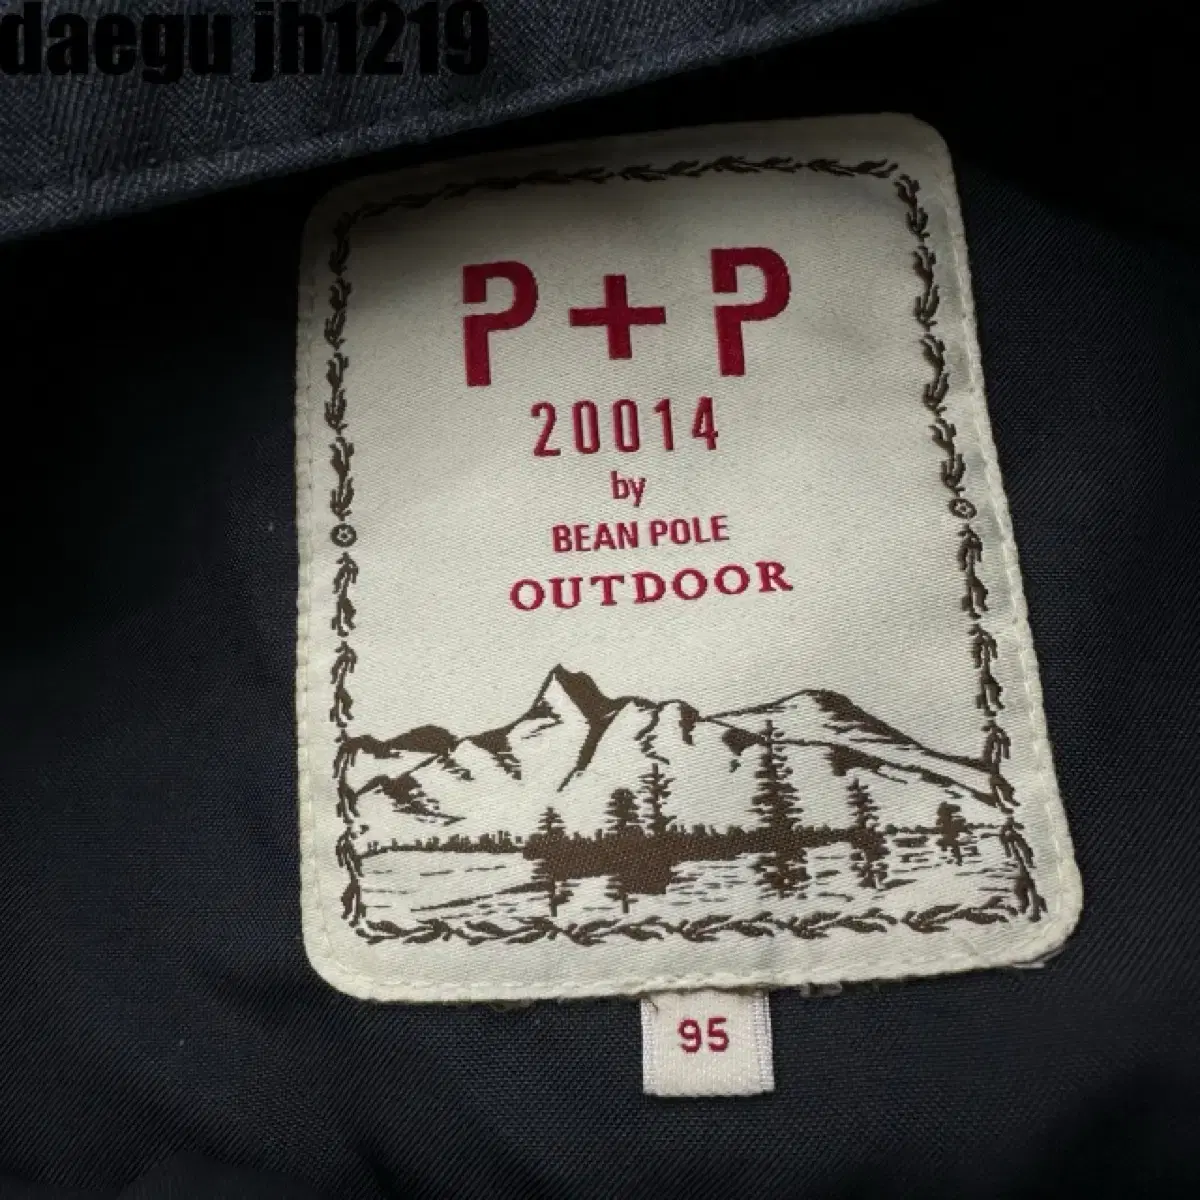 daegu jh1219
P+P
20014
by
BEAN POLE
OUTDOOR
95